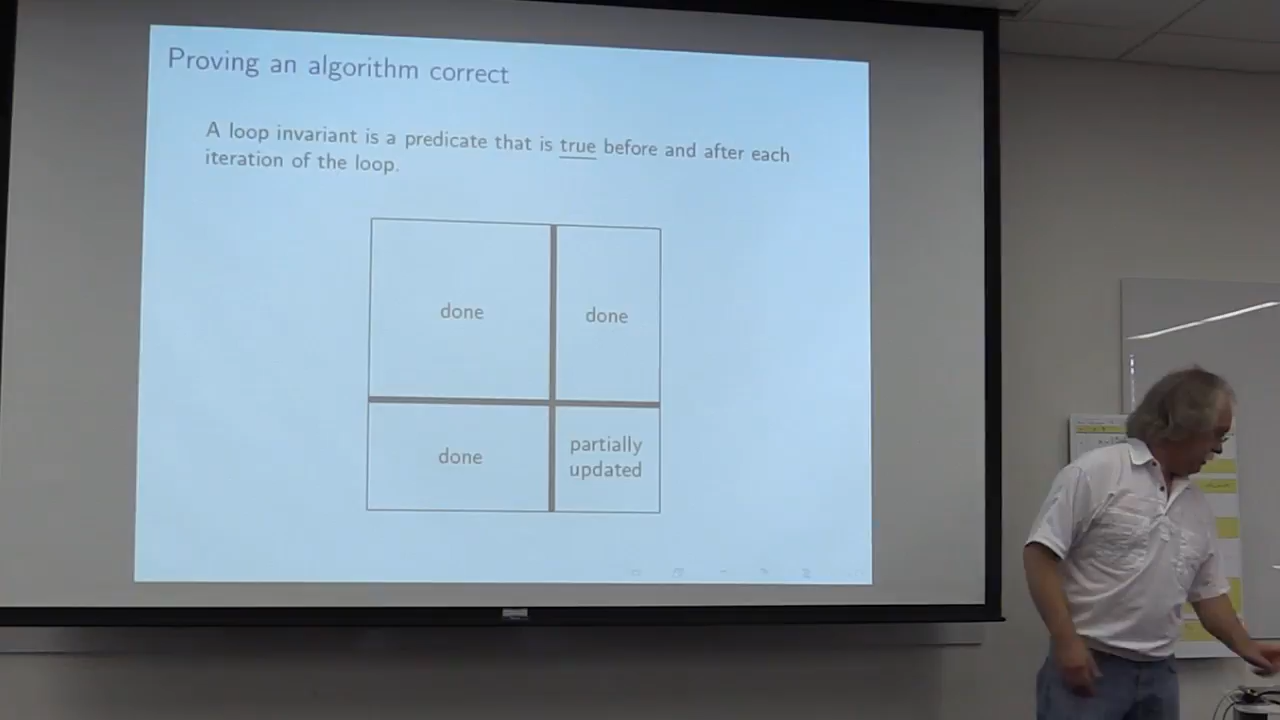 Proving an algorithm correct
A loop invariant is a predicate that is true before and after each
iteration of the loop.
done
done
done
partially
updated